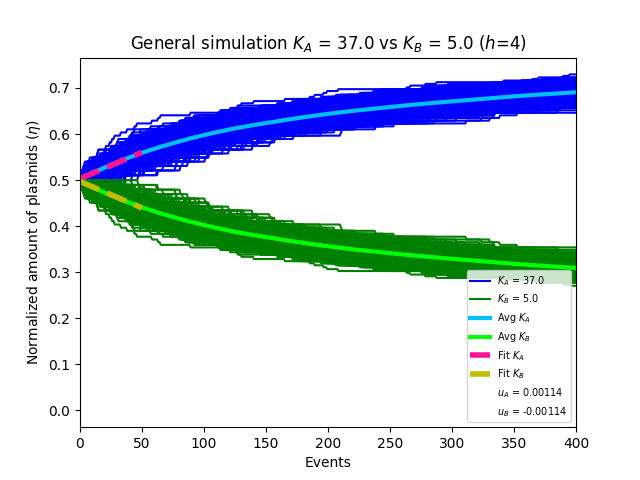 General simulation K_A = 37.0 vs K_B = 5.0 (h=4)
Normalized amount of plasmids (η)
0.7
0.6
0.5
0.4
0.3
0.2
0.1
0.0
K_A = 37.0
K_B = 5.0
Avg K_A
Avg K_B
Fit K_A
Fit K_B
u_A = 0.00114
u_B = -0.00114
0 50 100 150 200 250 300 350 400
Events